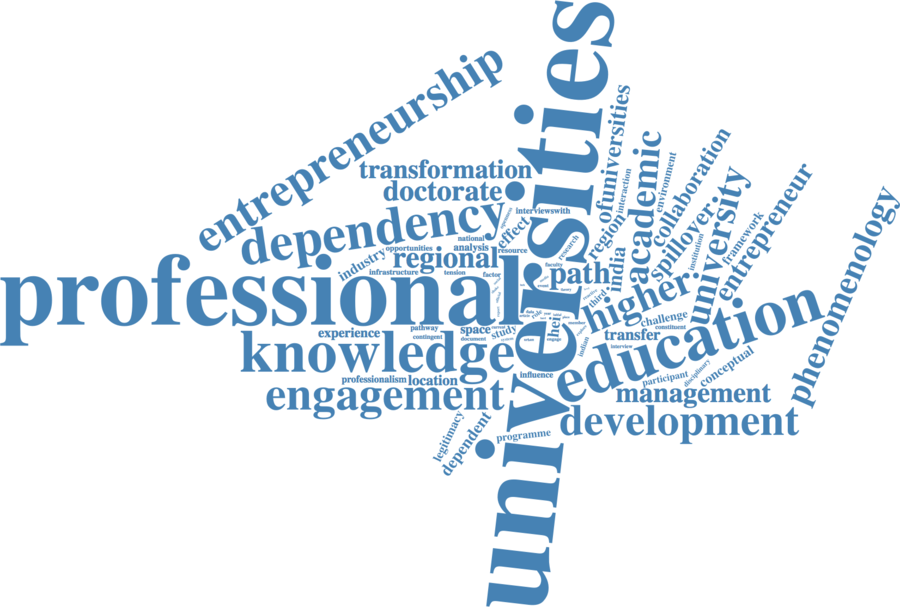 universities
entrepreneurship
transformation
doctorate
dependency
professional
knowledge
engagement
education
development
management
phenomenology
entrepreneur
university
higher
academic
collaboration
spillover
ofuniversities
region
india
path
regional
industry
effect
interviewswith
national
opportunities
analysis
resource
infrastructure
tension
factor
interaction
environment
framework
institution
research
faculty
third
challenge
constituent
transfer
indian
interview
participant
disciplinary
conceptual
experience
pathway
contingent
space
document
study
heir
engage
influence
professionalism
location
legitimacy
dependent
programme